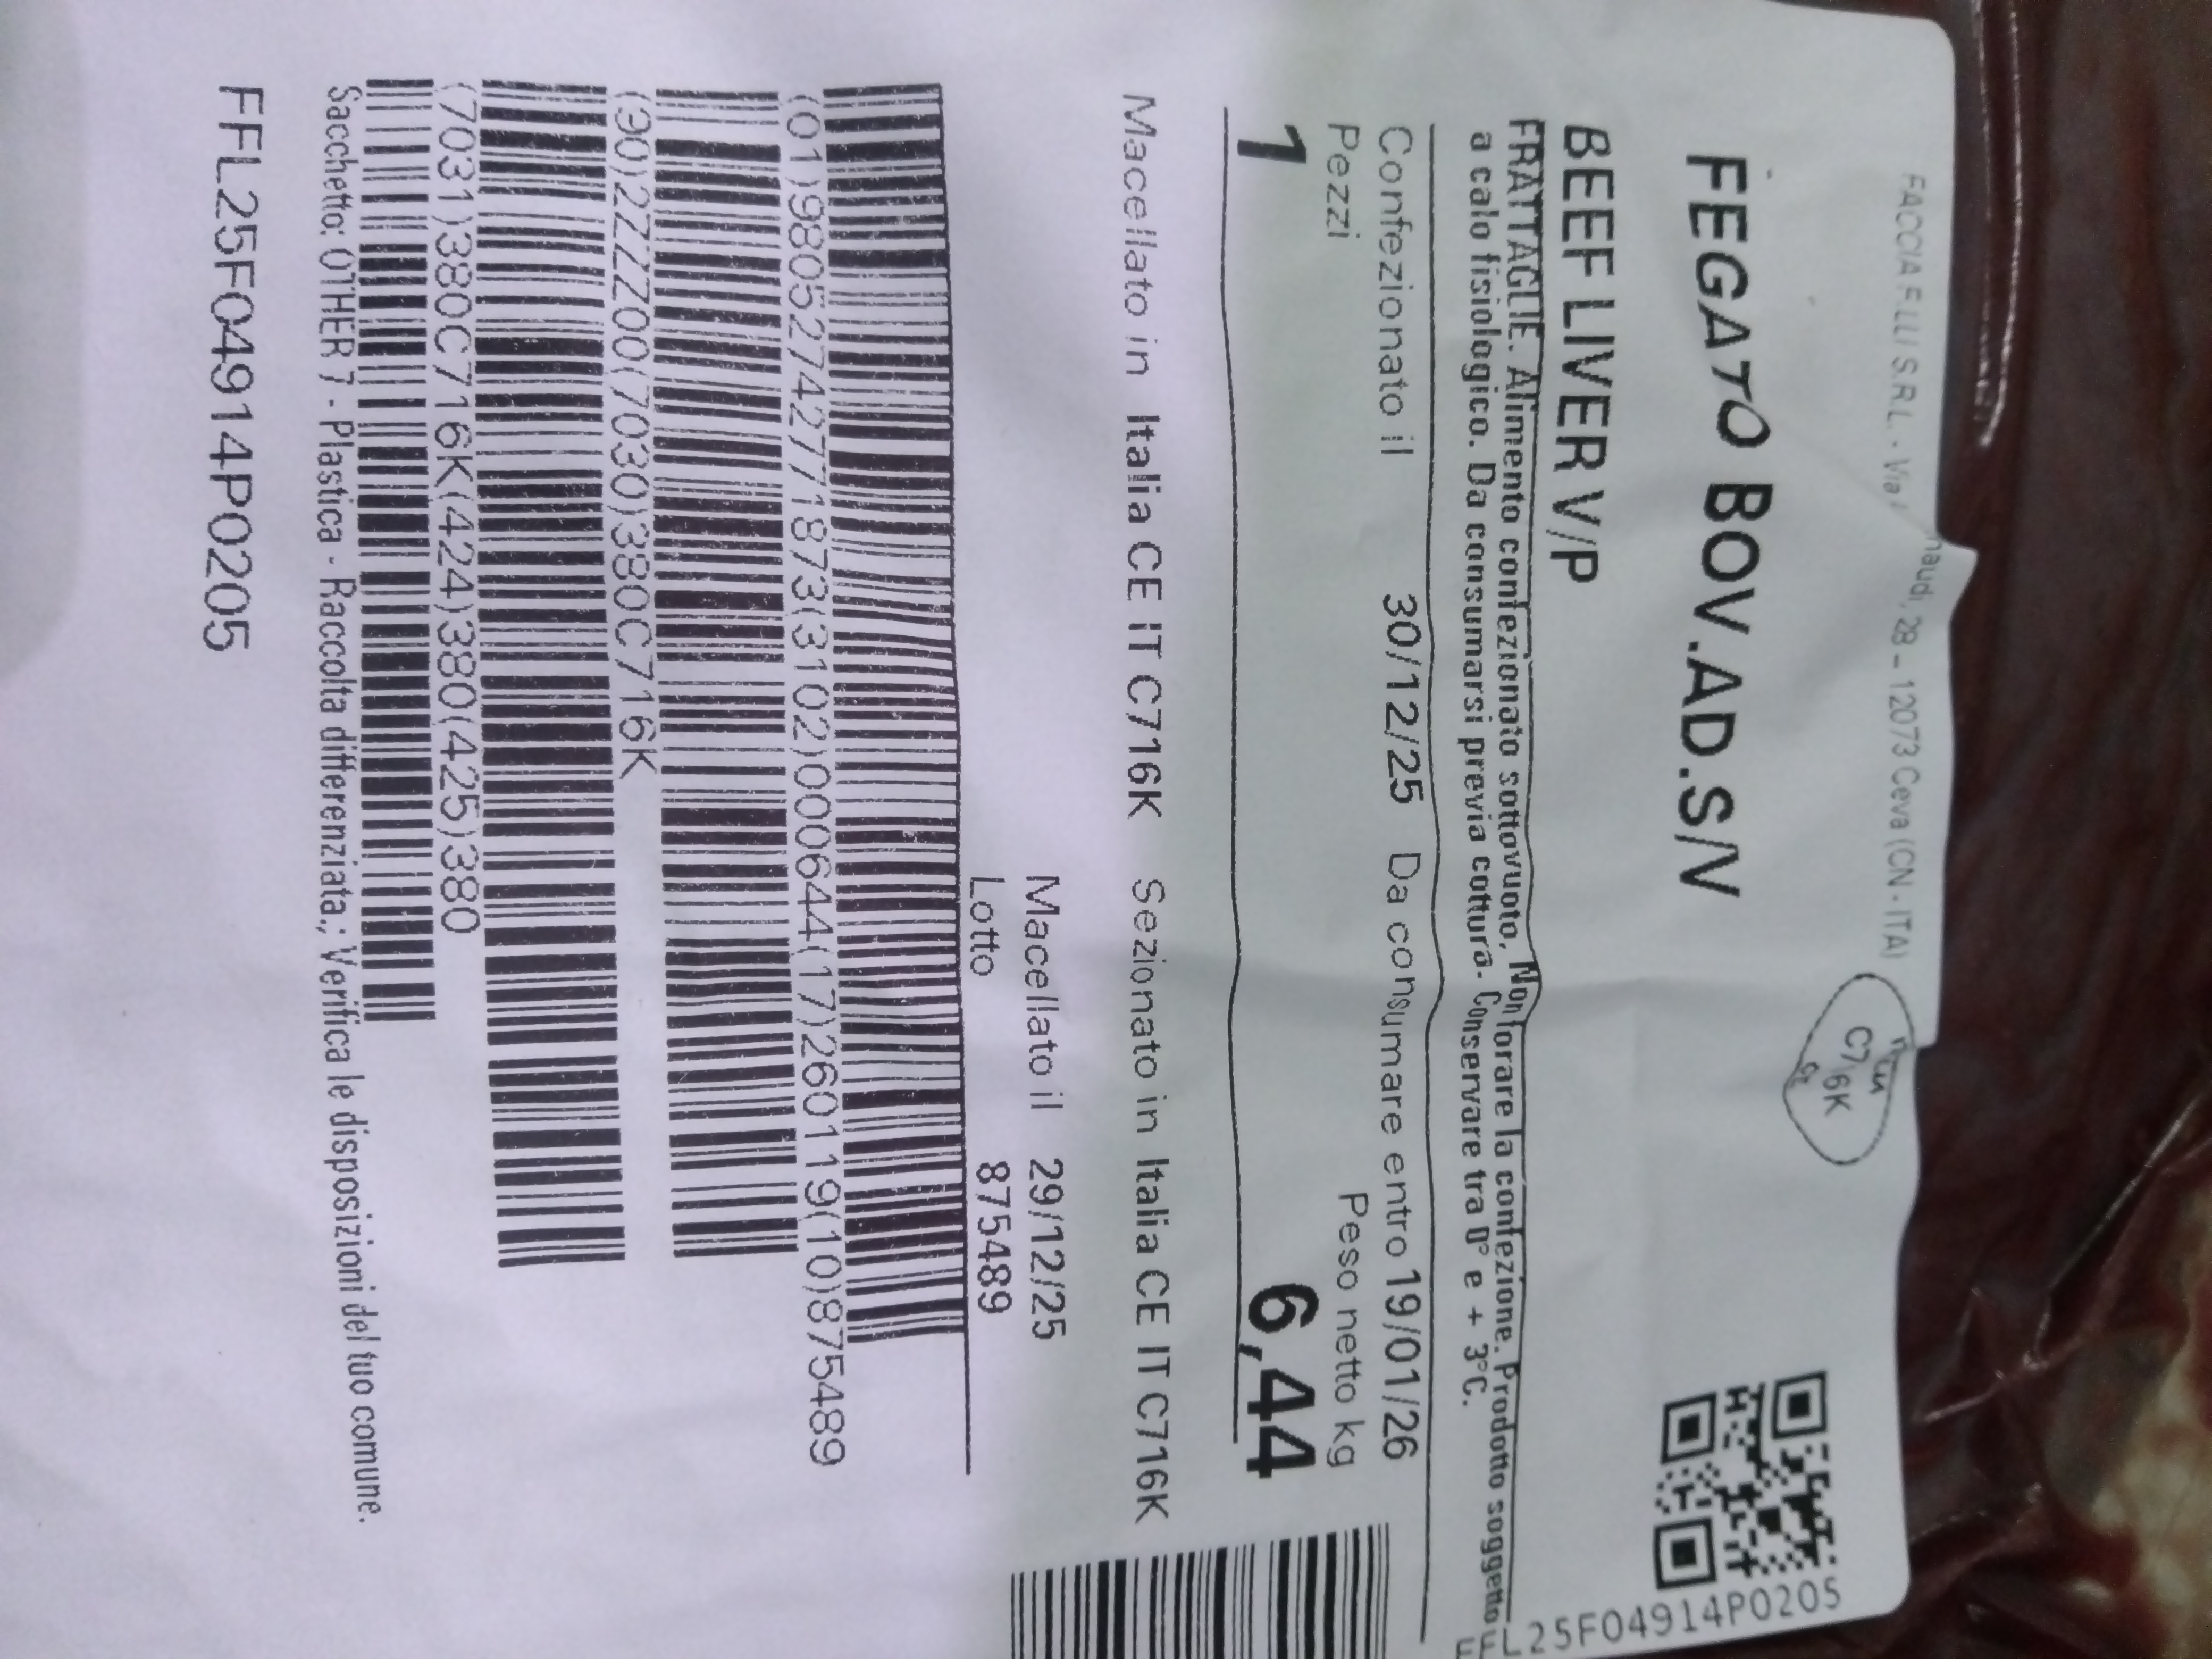 FACCIA F.LLI S.R.L. - Via naudi, 28 - 12073 Ceva (CN - ITA)
C716K
CE
FEGATO BOV.AD.S/V
BEEF LIVER V/P
FRATTAGLIE. Alimento confezionato sottovuoto. Non forare la confezione. Prodotto soggetto
a calo fisiologico. Da consumarsi previa cottura. Conservare tra 0° e + 3°C.
L25F04914P0205
Confezionato il 30/12/25 Da consumare entro 19/01/26
Pezzi Peso netto kg
1 6,44
Macellato in Italia CE IT C716K Sezionato in Italia CE IT C716K
Macellato il 29/12/25
Lotto 875489
(01)98052742771873(3102)000644(17)260119(10)875489
(90)2ZZZ00(7030)380C716K
(7031)380C716K(424)380(425)380
Sacchetto: OTHER 7 - Plastica - Raccolta differenziata.; Verifica le disposizioni del tuo comune.
FFL25F04914P0205